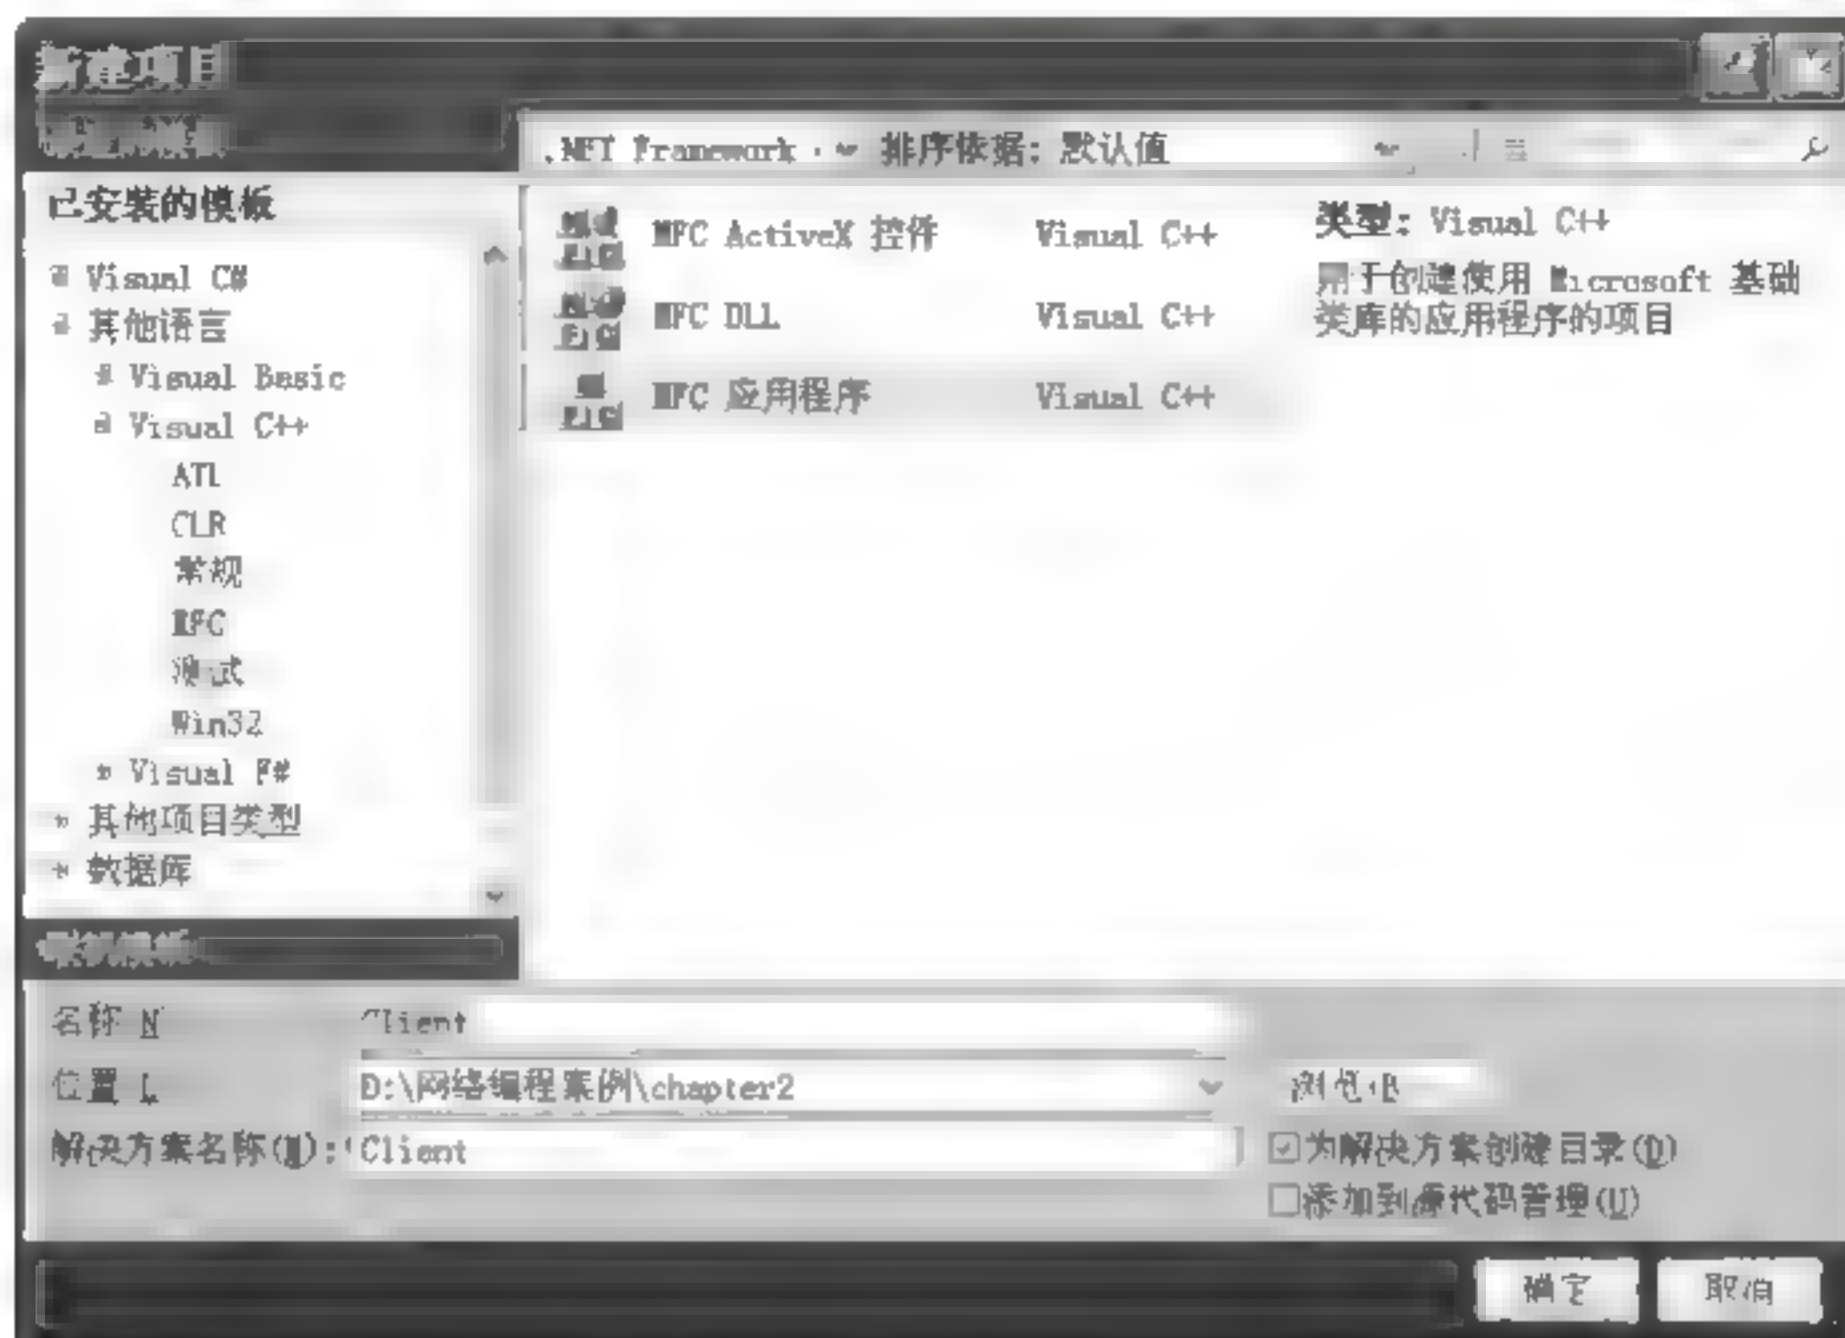 新建项目
.NET Framework 排序依据: 默认值
已安装的模板
Visual C#
其他语言
Visual Basic
Visual C++
ATL
CLR
常规
MFC
测试
Win32
Visual F#
其他项目类型
数据库
MFC ActiveX 控件 Visual C++
MFC DLL Visual C++
MFC 应用程序 Visual C++
类型: Visual C++
用于创建使用 Microsoft 基础
类库的应用程序的项目
名称 N Client
位置 L D:\网络编程案例\chapter2 浏览(B
解决方案名称(M): Client 为解决方案创建目录(D)
添加到源代码管理(U)
确定 取消